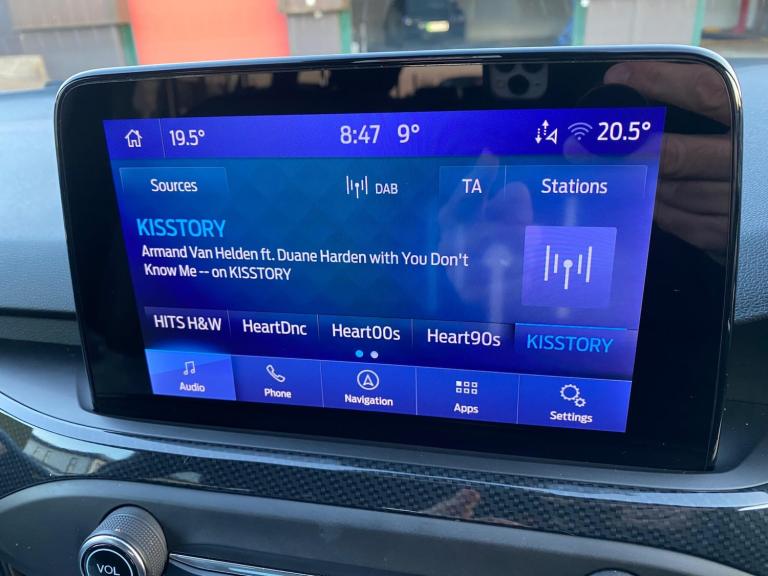 19.5° 8:47 9° 20.5°
Sources DAB TA Stations
KISSTORY
Armand Van Helden ft. Duane Harden with You Don't
Know Me -- on KISSTORY
HITS H&W HeartDnc Heart00s Heart90s KISSTORY
Audio Phone Navigation Apps Settings
VOL